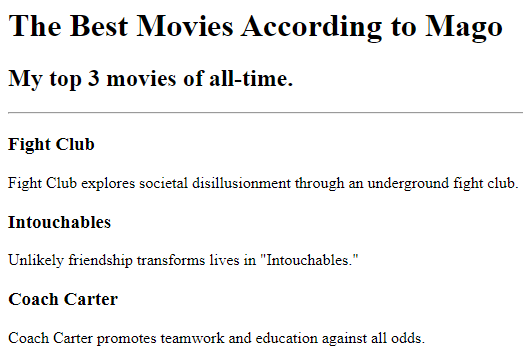 The Best Movies According to Mago
My top 3 movies of all-time.
Fight Club
Fight Club explores societal disillusionment through an underground fight club.
Intouchables
Unlikely friendship transforms lives in "Intouchables."
Coach Carter
Coach Carter promotes teamwork and education against all odds.